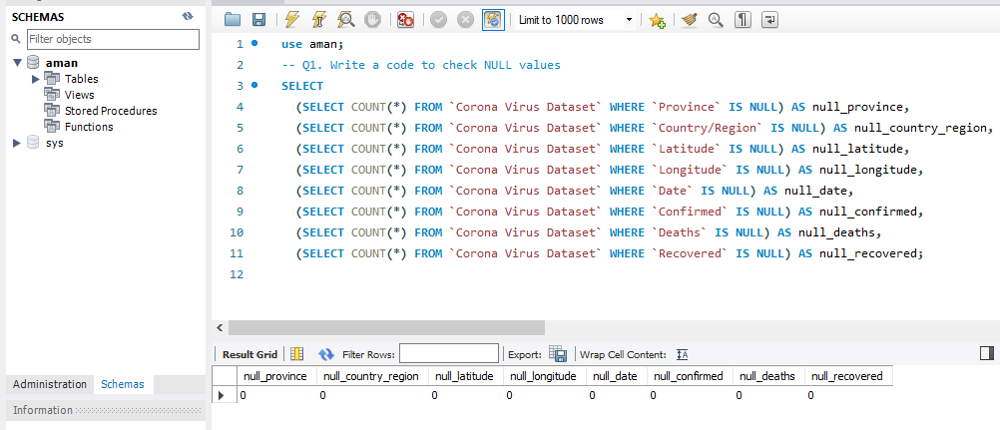 SCHEMAS
Filter objects
aman
Tables
Views
Stored Procedures
Functions
sys
Administration Schemas
Information
Limit to 1000 rows
1 use aman;
2 -- Q1. Write a code to check NULL values
3 SELECT
4 (SELECT COUNT(*) FROM `Corona Virus Dataset` WHERE `Province` IS NULL) AS null_province,
5 (SELECT COUNT(*) FROM `Corona Virus Dataset` WHERE `Country/Region` IS NULL) AS null_country_region,
6 (SELECT COUNT(*) FROM `Corona Virus Dataset` WHERE `Latitude` IS NULL) AS null_latitude,
7 (SELECT COUNT(*) FROM `Corona Virus Dataset` WHERE `Longitude` IS NULL) AS null_longitude,
8 (SELECT COUNT(*) FROM `Corona Virus Dataset` WHERE `Date` IS NULL) AS null_date,
9 (SELECT COUNT(*) FROM `Corona Virus Dataset` WHERE `Confirmed` IS NULL) AS null_confirmed,
10 (SELECT COUNT(*) FROM `Corona Virus Dataset` WHERE `Deaths` IS NULL) AS null_deaths,
11 (SELECT COUNT(*) FROM `Corona Virus Dataset` WHERE `Recovered` IS NULL) AS null_recovered;
12
Result Grid Filter Rows: Export: Wrap Cell Content: IA
null_province null_country_region null_latitude null_longitude null_date null_confirmed null_deaths null_recovered
0 0 0 0 0 0 0 0